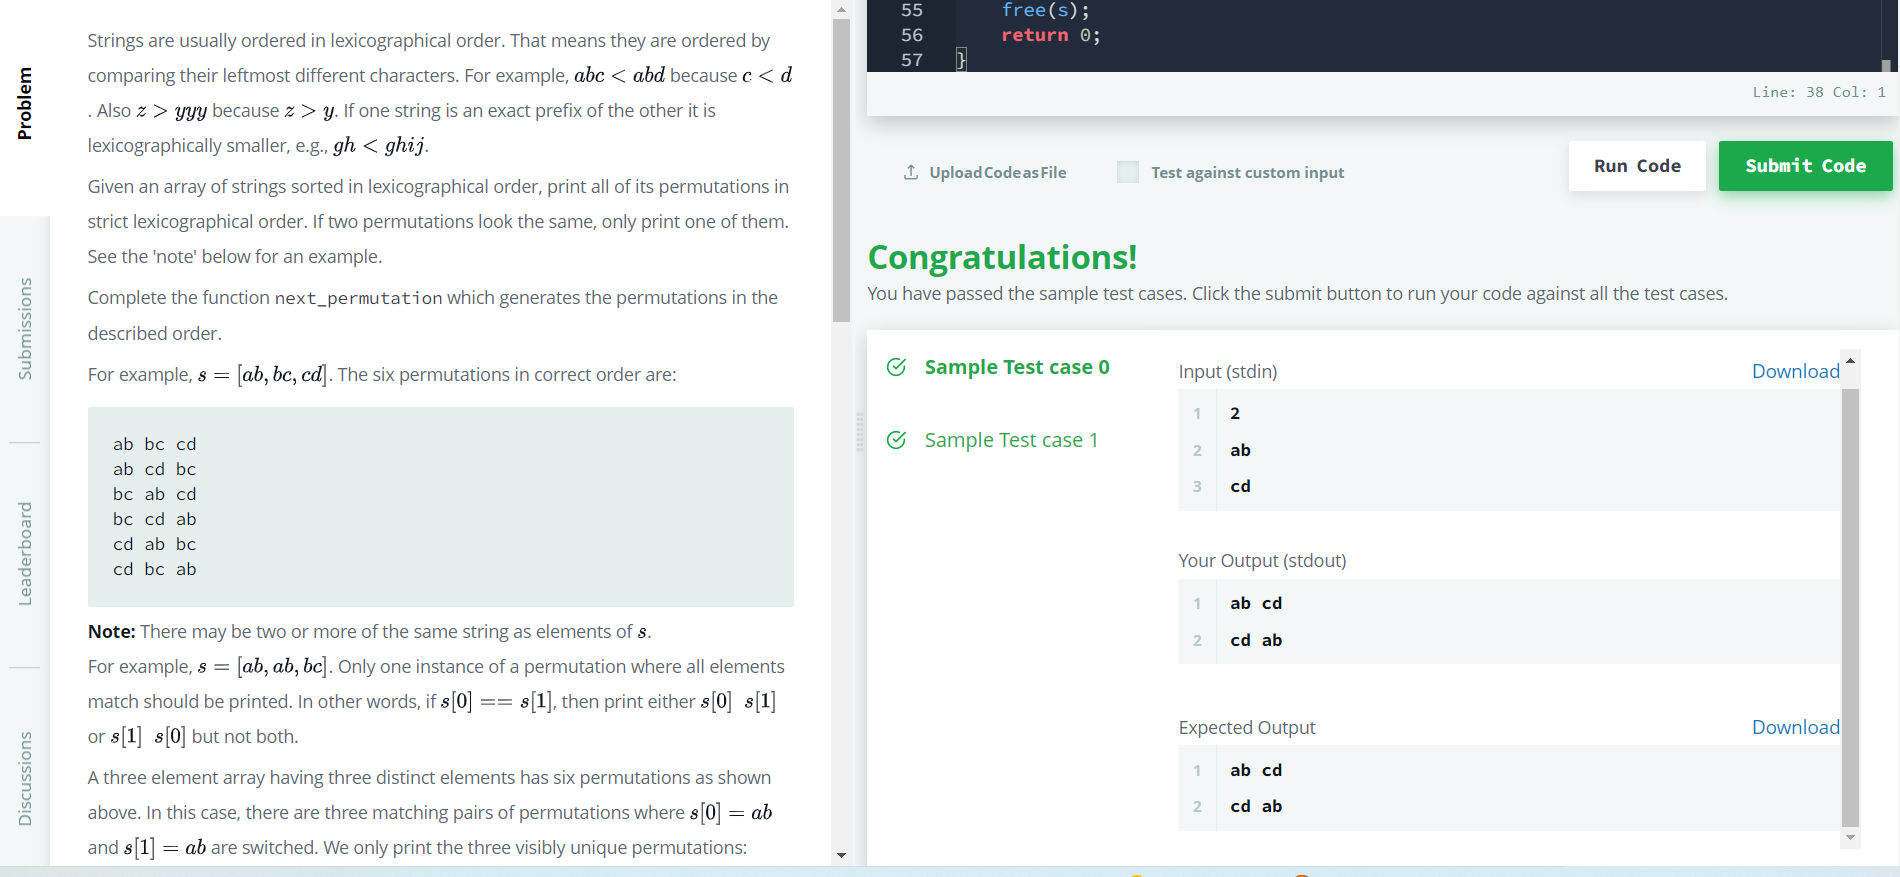 Problem
Submissions
Leaderboard
Discussions
Strings are usually ordered in lexicographical order. That means they are ordered by
comparing their leftmost different characters. For example, abc < abd because c < d
. Also z > yyy because z > y. If one string is an exact prefix of the other it is
lexicographically smaller, e.g., gh < ghij.
Given an array of strings sorted in lexicographical order, print all of its permutations in
strict lexicographical order. If two permutations look the same, only print one of them.
See the 'note' below for an example.
Complete the function next_permutation which generates the permutations in the
described order.
For example, s = [ab, bc, cd]. The six permutations in correct order are:
ab bc cd
ab cd bc
bc ab cd
bc cd ab
cd ab bc
cd bc ab
Note: There may be two or more of the same string as elements of s.
For example, s = [ab, ab, bc]. Only one instance of a permutation where all elements
match should be printed. In other words, if s[0] == s[1], then print either s[0] s[1]
or s[1] s[0] but not both.
A three element array having three distinct elements has six permutations as shown
above. In this case, there are three matching pairs of permutations where s[0] = ab
and s[1] = ab are switched. We only print the three visibly unique permutations:
55 free(s);
56 return 0;
57 }
Line: 38 Col: 1
Upload Code as File
Test against custom input
Run Code
Submit Code
Congratulations!
You have passed the sample test cases. Click the submit button to run your code against all the test cases.
Sample Test case 0
Sample Test case 1
Input (stdin)
Download
1 2
2 ab
3 cd
Your Output (stdout)
1 ab cd
2 cd ab
Expected Output
Download
1 ab cd
2 cd ab